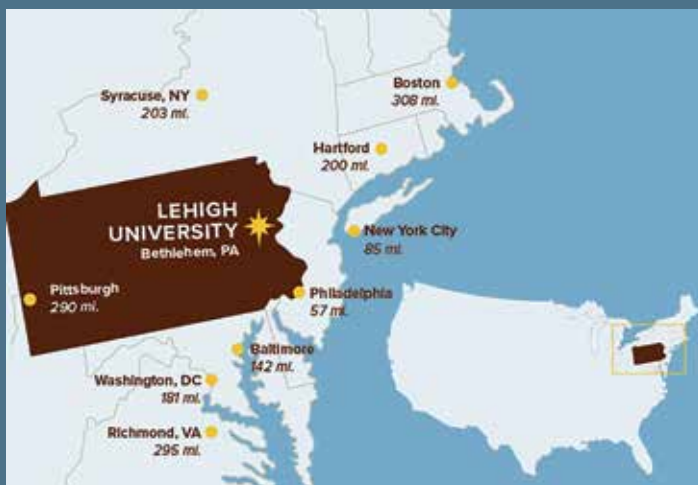 Syracuse, NY
203 mi.
Boston
308 mi.
Hartford
200 mi.
LEHIGH
UNIVERSITY
Bethlehem, PA
New York City
85 mi.
Pittsburgh
290 mi.
Philadelphia
57 mi.
Baltimore
142 mi.
Washington, DC
181 mi.
Richmond, VA
295 mi.